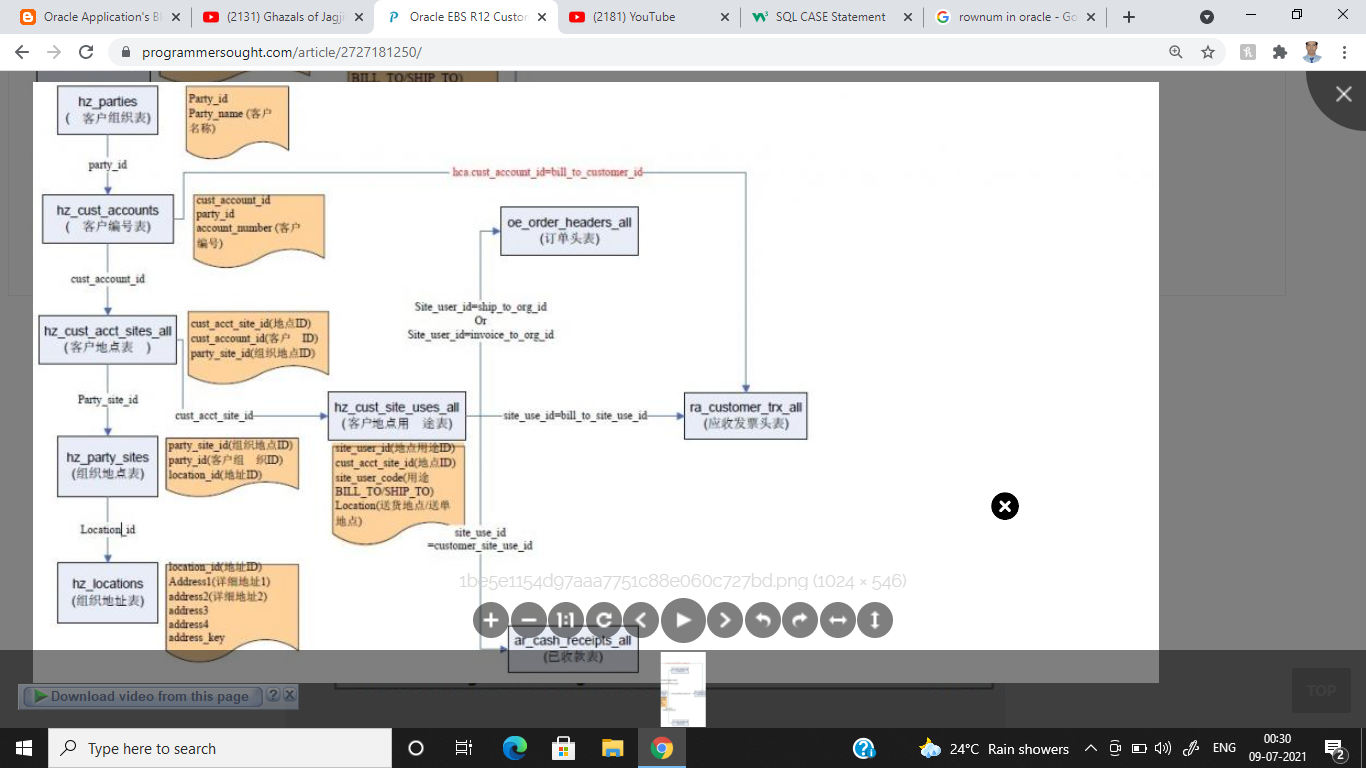 Oracle Application's Bl
(2131) Ghazals of Jagji
Oracle EBS R12 Custon
(2181) YouTube
SQL CASE Statement
rownum in oracle - Go
programmersought.com/article/2727181250/
BILL_TO/SHIP_TO)
hz_parties
( 客户组织表)
Party_id
Party_name (客户
名称)
party_id
hca.cust_account_id=bill_to_customer_id
hz_cust_accounts
( 客户编号表)
cust_account_id
party_id
account_number (客户
编号)
oe_order_headers_all
(订单头表)
cust_account_id
Site_user_id=ship_to_org_id
Or
Site_user_id=invoice_to_org_id
hz_cust_acct_sites_all
(客户地点表 )
cust_acct_site_id(地点ID)
cust_account_id(客户 ID)
party_site_id(组织地点ID)
Party_site_id
cust_acct_site_id
hz_cust_site_uses_all
(客户地点用 途表)
site_use_id=bill_to_site_use_id
ra_customer_trx_all
(应收发票头表)
hz_party_sites
(组织地点表)
party_site_id(组织地点ID)
party_id(客户组 织ID)
location_id(地址ID)
site_user_id(地点用途ID)
cust_acct_site_id(地点ID)
site_user_code(用途
BILL_TO/SHIP_TO)
Location(送货地点/送单
地点)
Location_id
site_use_id
=customer_site_use_id
hz_locations
(组织地址表)
location_id(地址ID)
Address1(详细地址1)
address2(详细地址2)
address3
address4
address_key
1be5e1154d97aaa7751c88e060c727bd.png (1024 × 546)
1:1
ar_cash_receipts_all
(已收款表)
Download video from this page
?
X
TOP
Type here to search
24°C Rain showers
ENG
00:30
09-07-2021
2